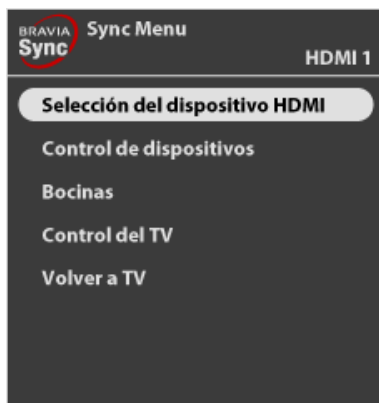 BRAVIA
Sync
Sync Menu
HDMI 1
Selección del dispositivo HDMI
Control de dispositivos
Bocinas
Control del TV
Volver a TV